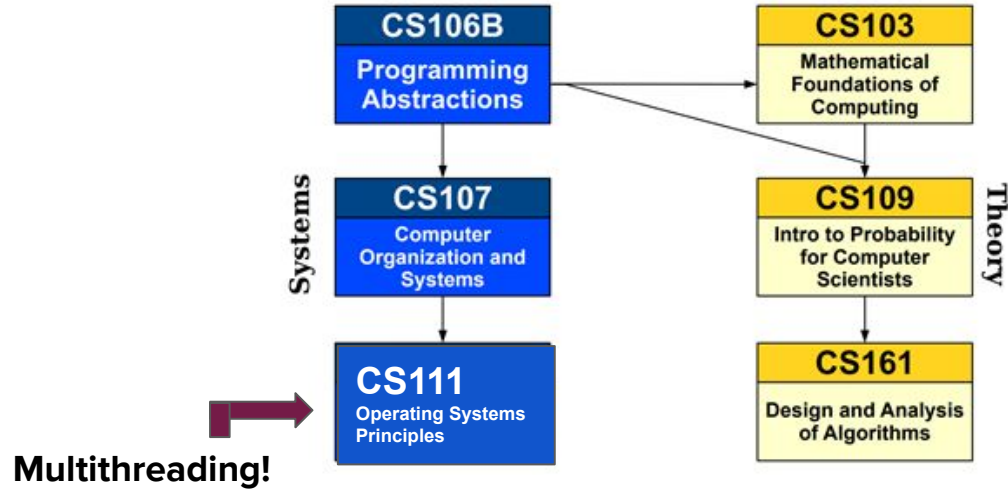 CS106B
Programming
Abstractions
CS103
Mathematical
Foundations of
Computing
Systems
CS107
Computer
Organization and
Systems
CS109
Intro to Probability
for Computer
Scientists
Theory
CS111
Operating Systems
Principles
CS161
Design and Analysis
of Algorithms
Multithreading!